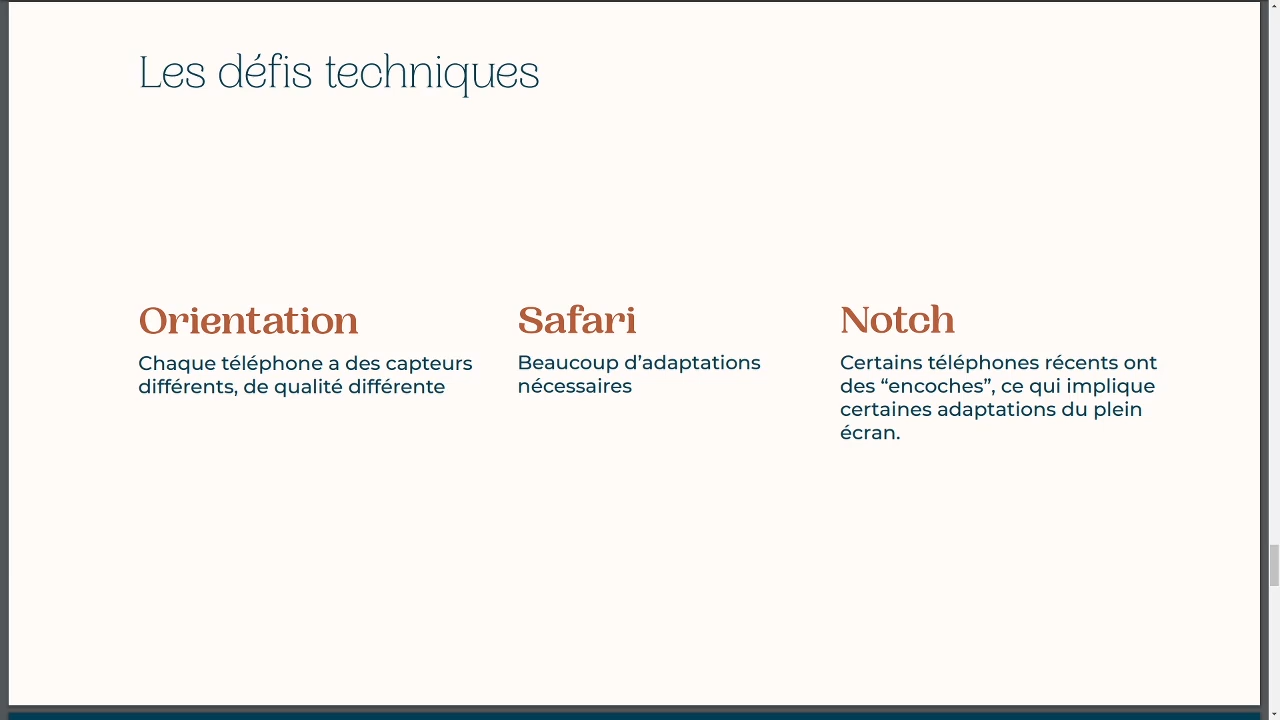 Les défis techniques
Orientation
Chaque téléphone a des capteurs
différents, de qualité différente
Safari
Beaucoup d’adaptations
nécessaires
Notch
Certains téléphones récents ont
des “encoches”, ce qui implique
certaines adaptations du plein
écran.